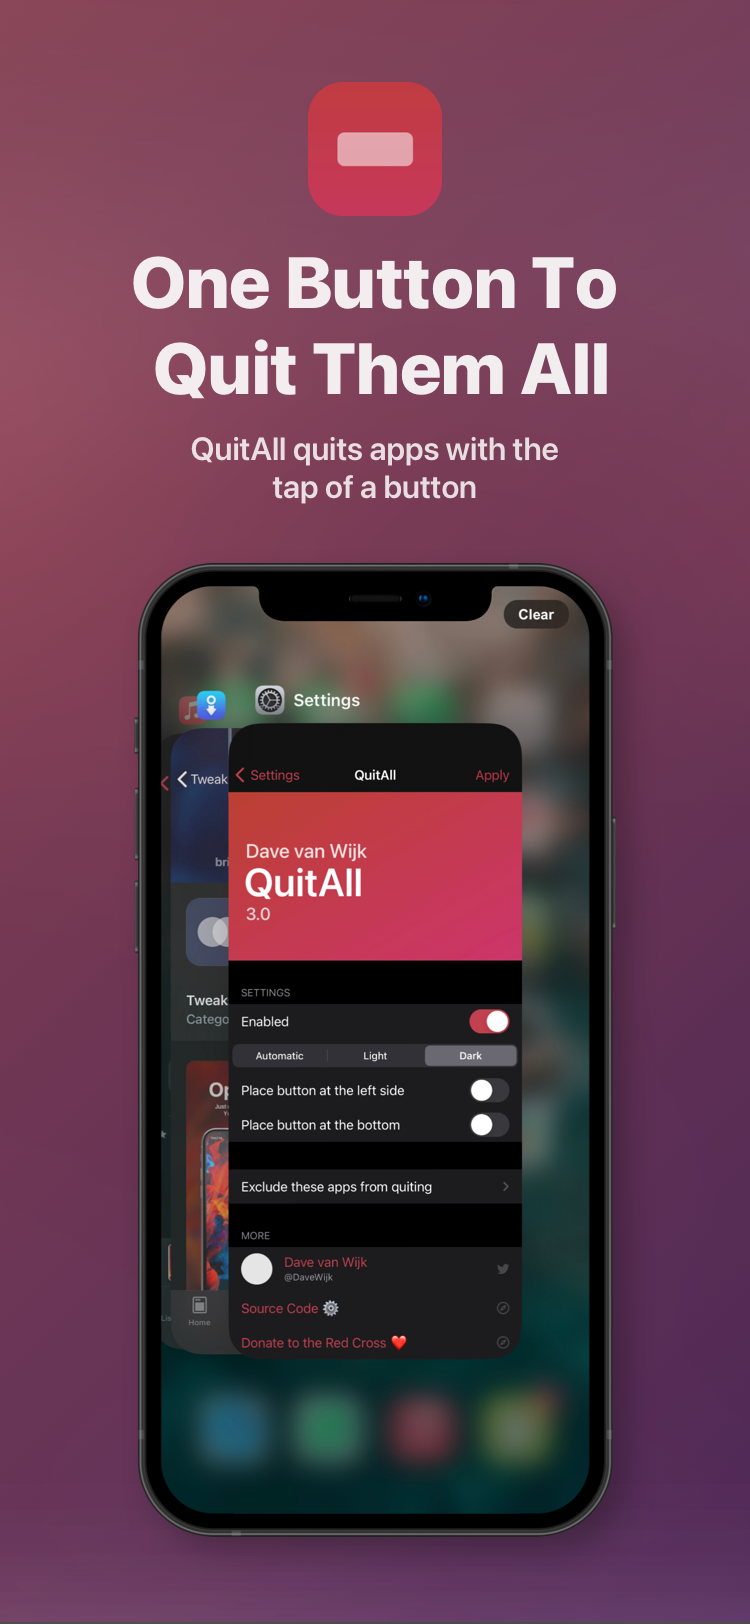 One Button To
Quit Them All
QuitAll quits apps with the
tap of a button
Clear
Settings
Tweak
Settings
QuitAll
Apply
bri
Dave van Wijk
QuitAll
3.0
Tweak
Catego
SETTINGS
Enabled
Automatic
Light
Dark
Place button at the left side
Place button at the bottom
Exclude these apps from quiting
MORE
Dave van Wijk
@DaveWijk
Source Code ⚙️
Donate to the Red Cross ❤️
Op
Just
Y
Lis
Home